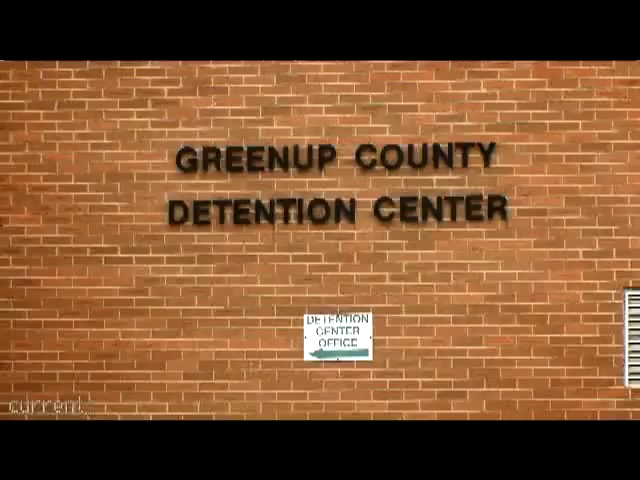 GREENUP COUNTY
DETENTION CENTER
DETENTION
CENTER
OFFICE
current